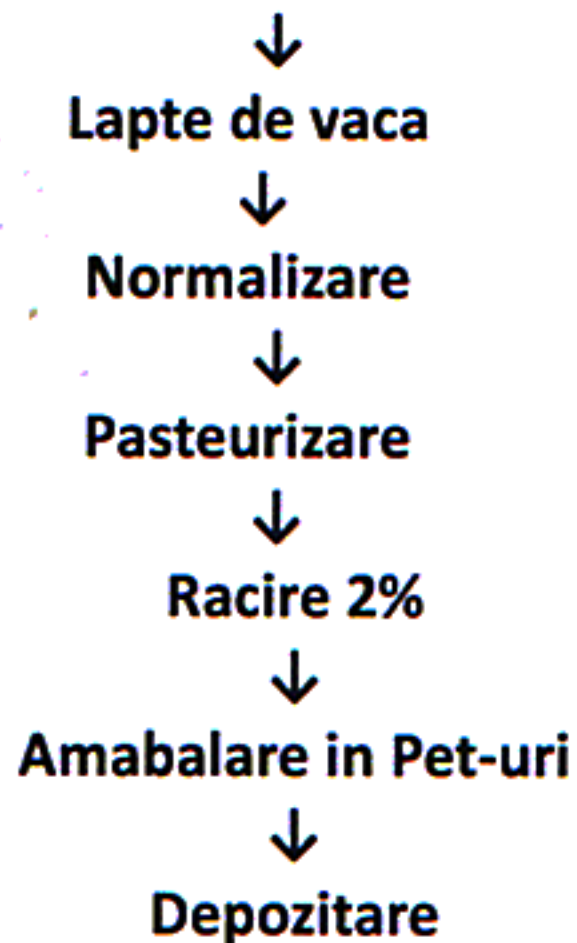 Lapte de vaca
Normalizare
Pasteurizare
Racire 2%
Amabalare in Pet-uri
Depozitare